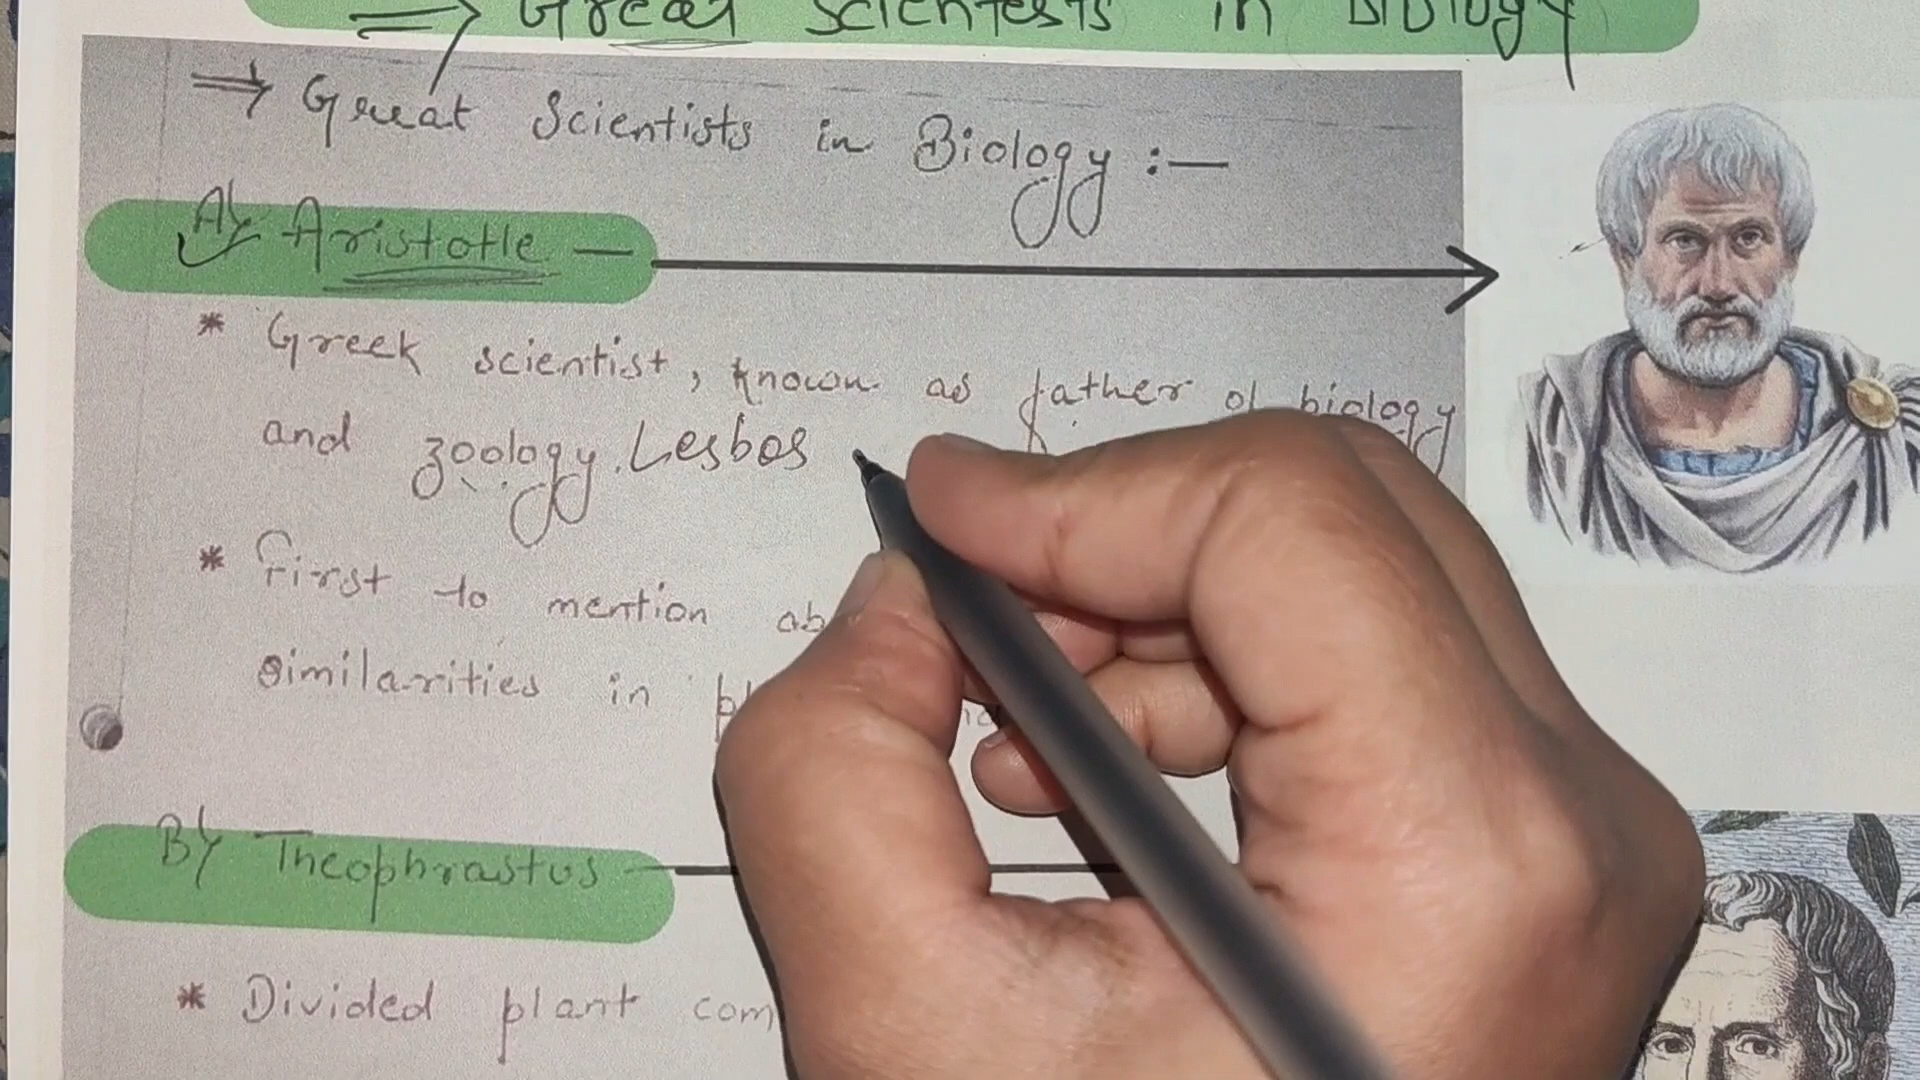 ⇒ Great Scientests in Biology
⇒ Great Scientists in Biology :—
A) Aristotle —
* Greek scientist, known as father of biology
and zoology. Lesbos
* First to mention
similarities in
B) Theophrastus
* Divided plant